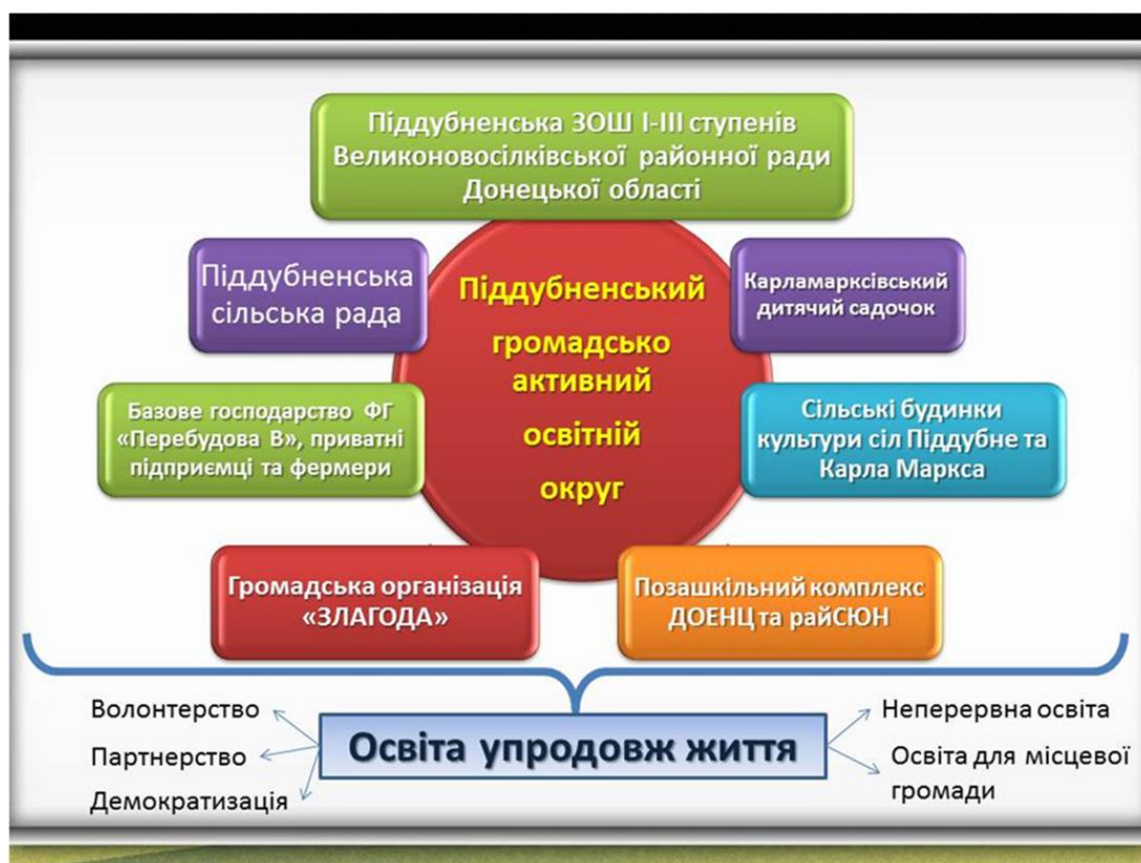 Піддубненська ЗОШ І-ІІІ ступенів
Великоновосілківської районної ради
Донецької області
Піддубненська
сільська рада
Піддубненський
громадсько
активний
освітній
округ
Карламарксівський
дитячий садочок
Базове господарство ФГ
«Перебудова В», приватні
підприємці та фермери
Сільські будинки
культури сіл Піддубне та
Карла Маркса
Громадська організація
«ЗЛАГОДА»
Позашкільний комплекс
ДОЕНЦ та райСЮН
Волонтерство
Партнерство
Демократизація
Освіта упродовж життя
Неперервна освіта
Освіта для місцевої
громади